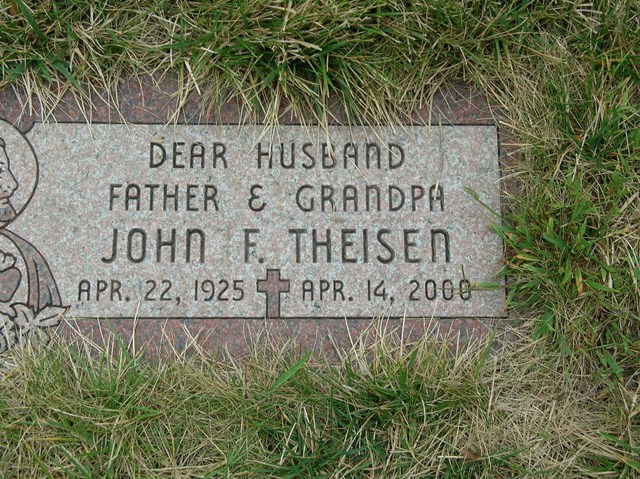 DEAR HUSBAND
FATHER & GRANDPA
JOHN F. THEISEN
APR. 22, 1925 APR. 14, 2000